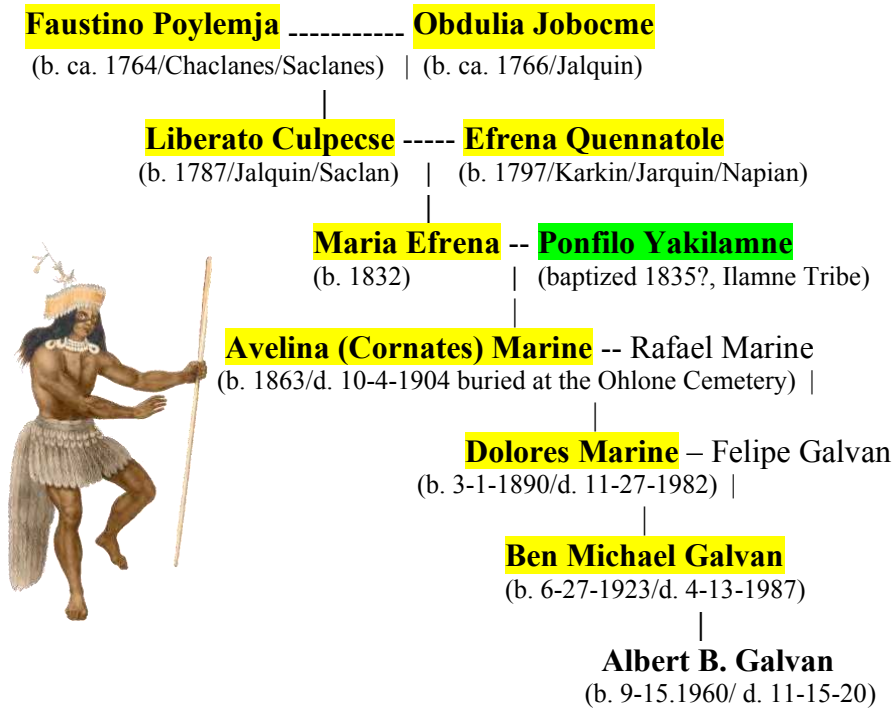 Faustino Poylemja ----------- Obdulia Jobocme
(b. ca. 1764/Chaclanes/Saclanes) | (b. ca. 1766/Jalquin)
|
Liberato Culpecse ----- Efrena Quennatole
(b. 1787/Jalquin/Saclan) | (b. 1797/Karkin/Jarquin/Napian)
|
Maria Efrena -- Ponfilo Yakilamne
(b. 1832) | (baptized 1835?, Ilamne Tribe)
|
Avelina (Cornates) Marine -- Rafael Marine
(b. 1863/d. 10-4-1904 buried at the Ohlone Cemetery) |
|
Dolores Marine – Felipe Galvan
(b. 3-1-1890/d. 11-27-1982) |
|
Ben Michael Galvan
(b. 6-27-1923/d. 4-13-1987)
|
Albert B. Galvan
(b. 9-15.1960/ d. 11-15-20)